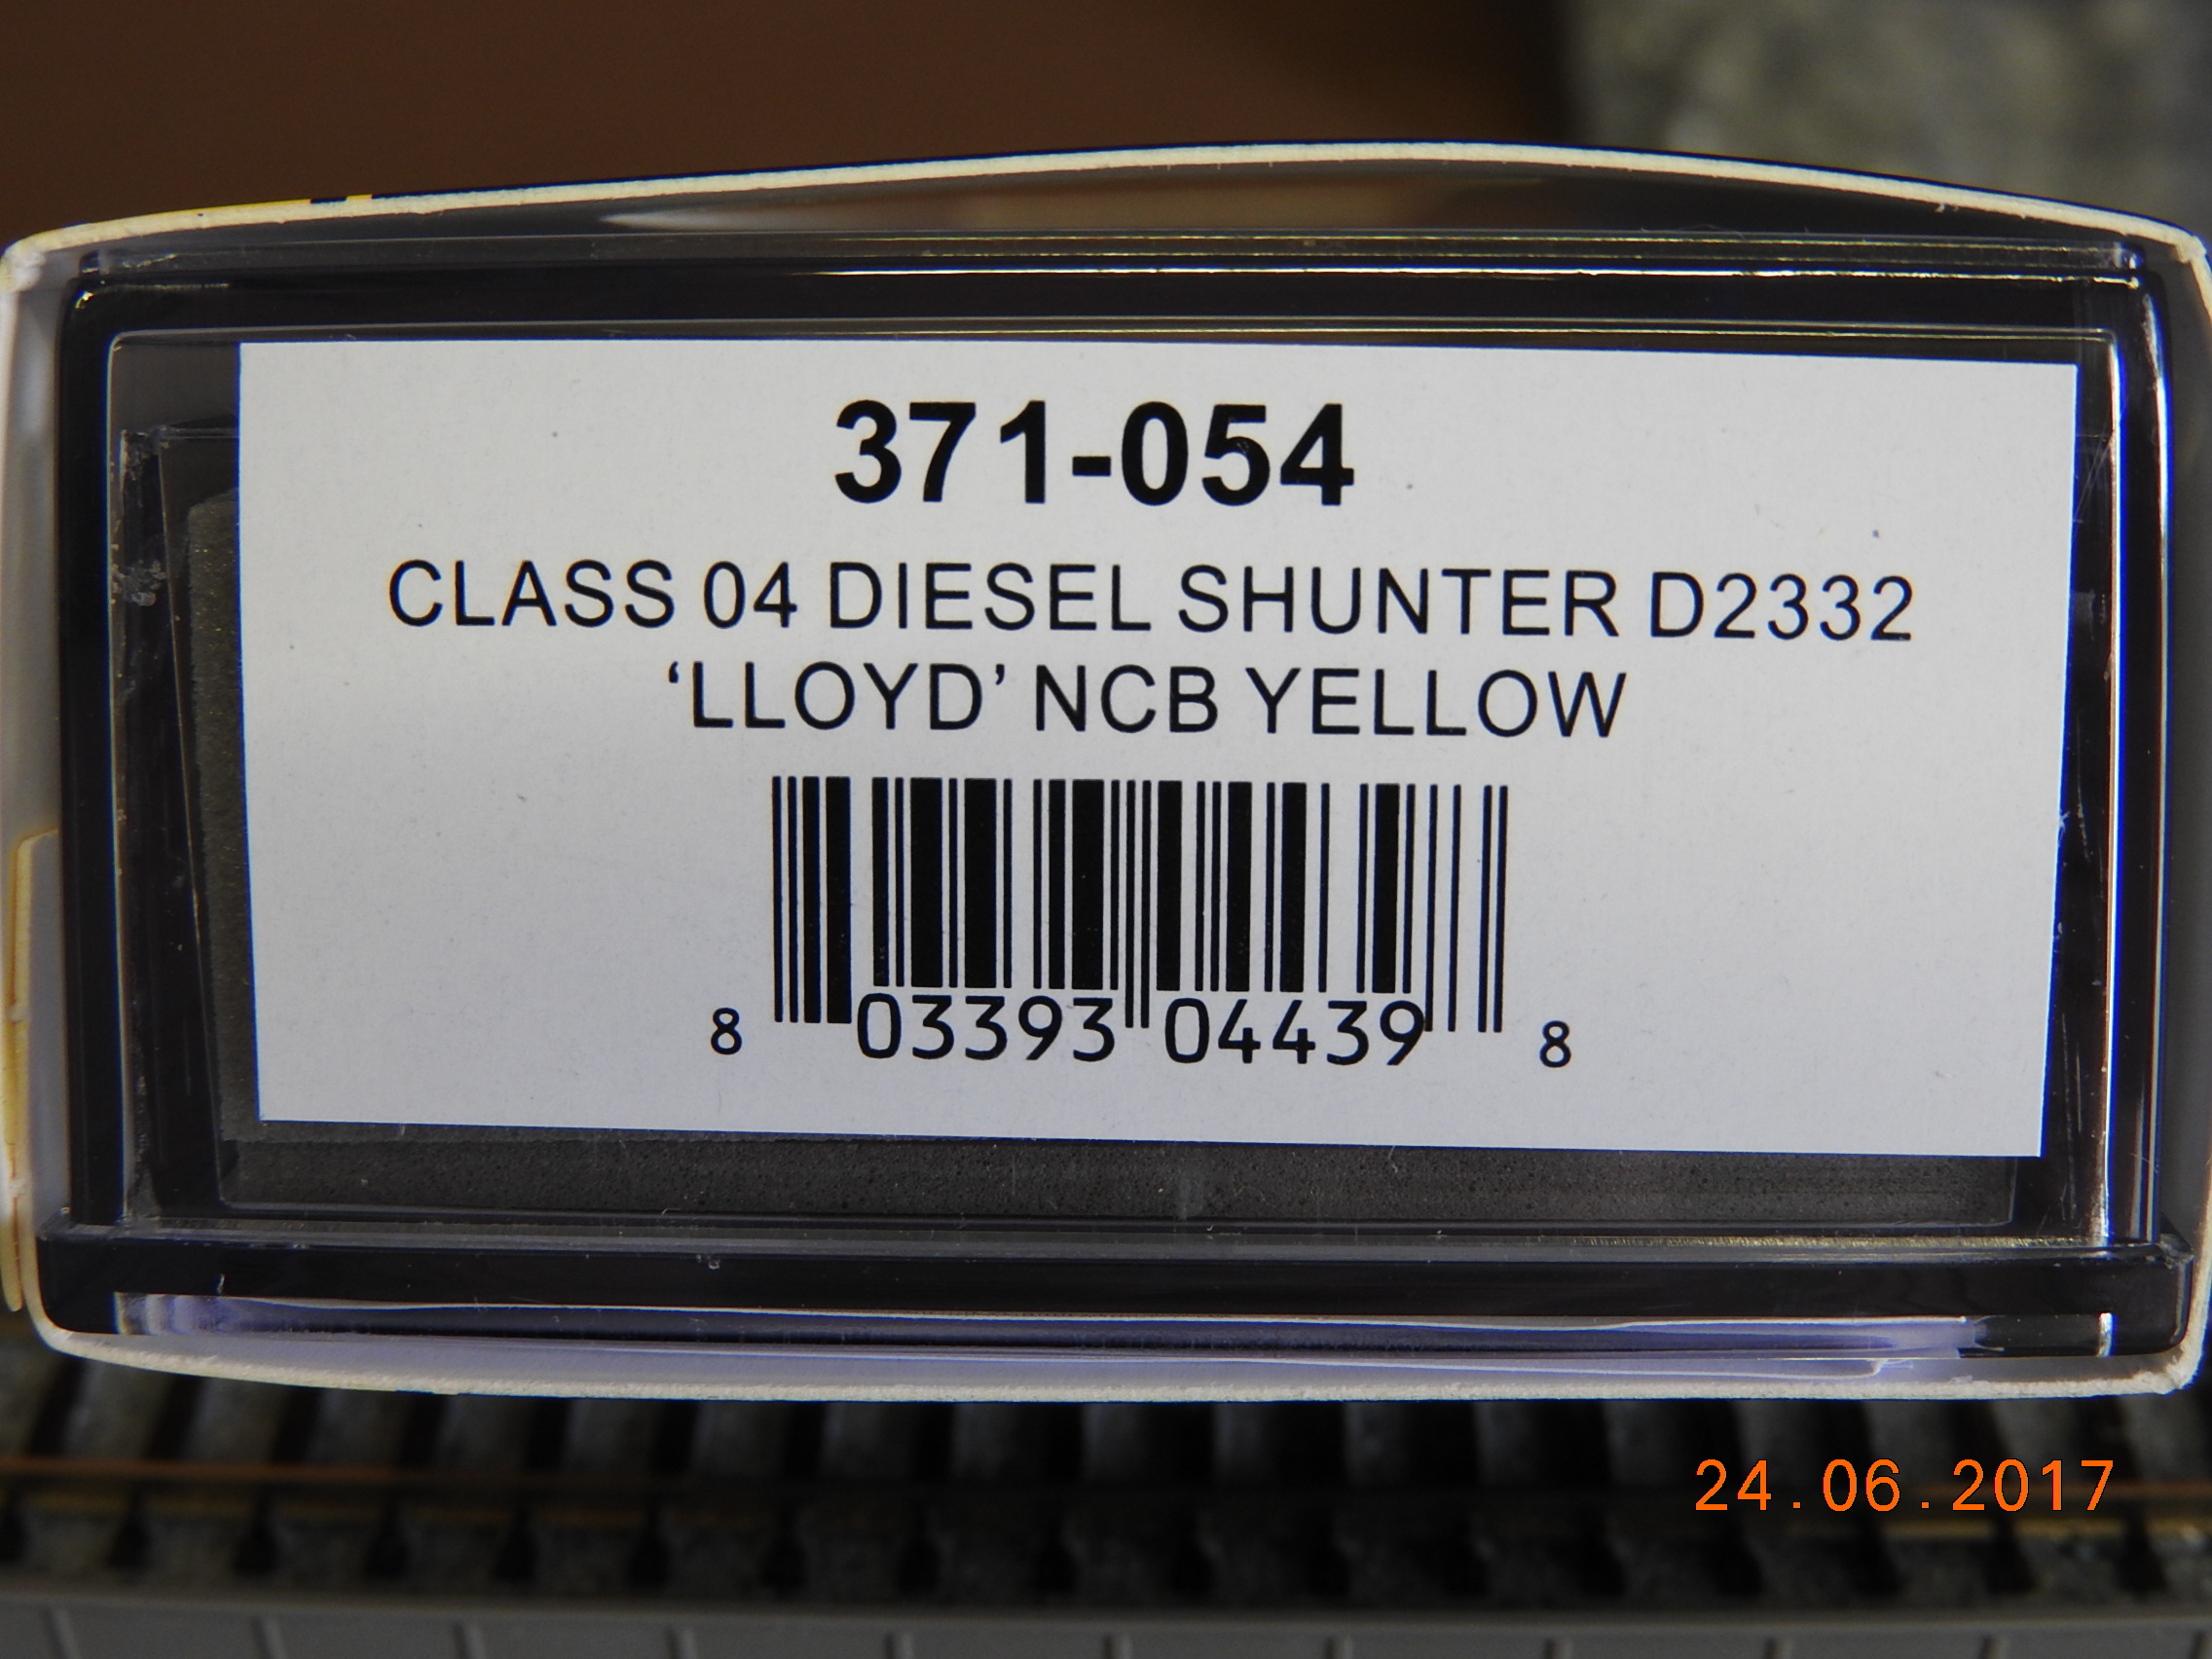 371-054
CLASS 04 DIESEL SHUNTER D2332
‘LLOYD’ NCB YELLOW
8 03393 04439 8
24.06.2017